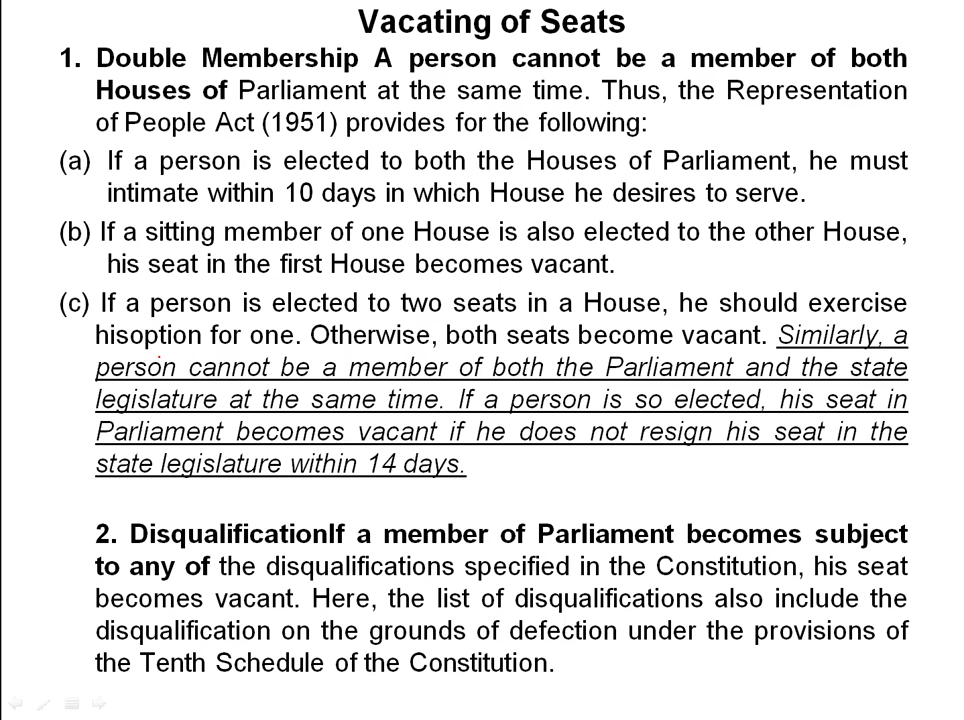 Vacating of Seats
1. Double Membership A person cannot be a member of both
Houses of Parliament at the same time. Thus, the Representation
of People Act (1951) provides for the following:
(a) If a person is elected to both the Houses of Parliament, he must
intimate within 10 days in which House he desires to serve.
(b) If a sitting member of one House is also elected to the other House,
his seat in the first House becomes vacant.
(c) If a person is elected to two seats in a House, he should exercise
hisoption for one. Otherwise, both seats become vacant. Similarly, a
person cannot be a member of both the Parliament and the state
legislature at the same time. If a person is so elected, his seat in
Parliament becomes vacant if he does not resign his seat in the
state legislature within 14 days.
2. DisqualificationIf a member of Parliament becomes subject
to any of the disqualifications specified in the Constitution, his seat
becomes vacant. Here, the list of disqualifications also include the
disqualification on the grounds of defection under the provisions of
the Tenth Schedule of the Constitution.